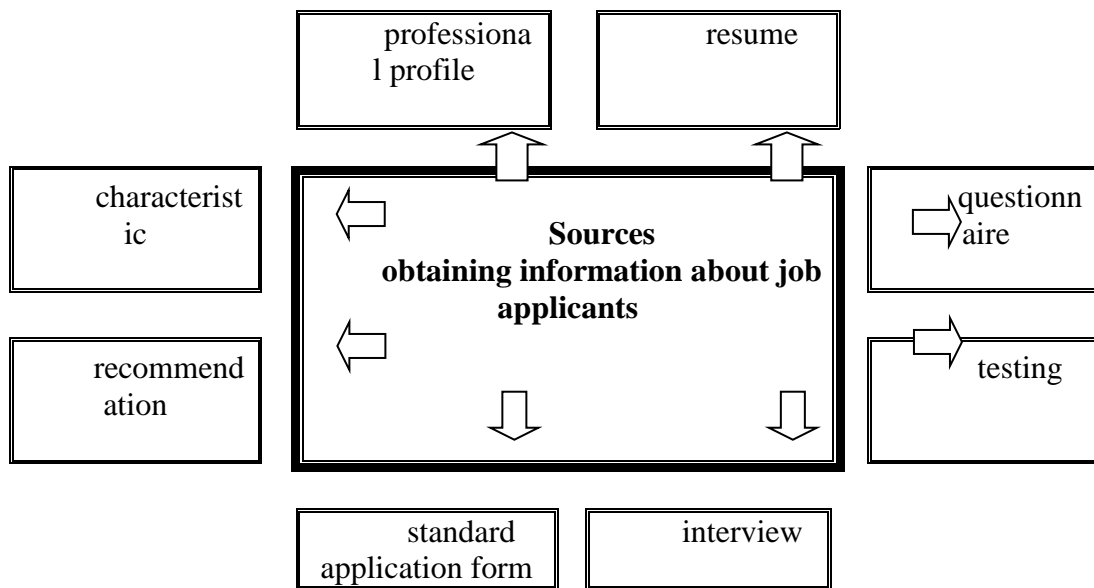 professiona
l profile
resume
characterist
ic
Sources
obtaining information about job
applicants
questionn
aire
recommend
ation
testing
standard
application form
interview